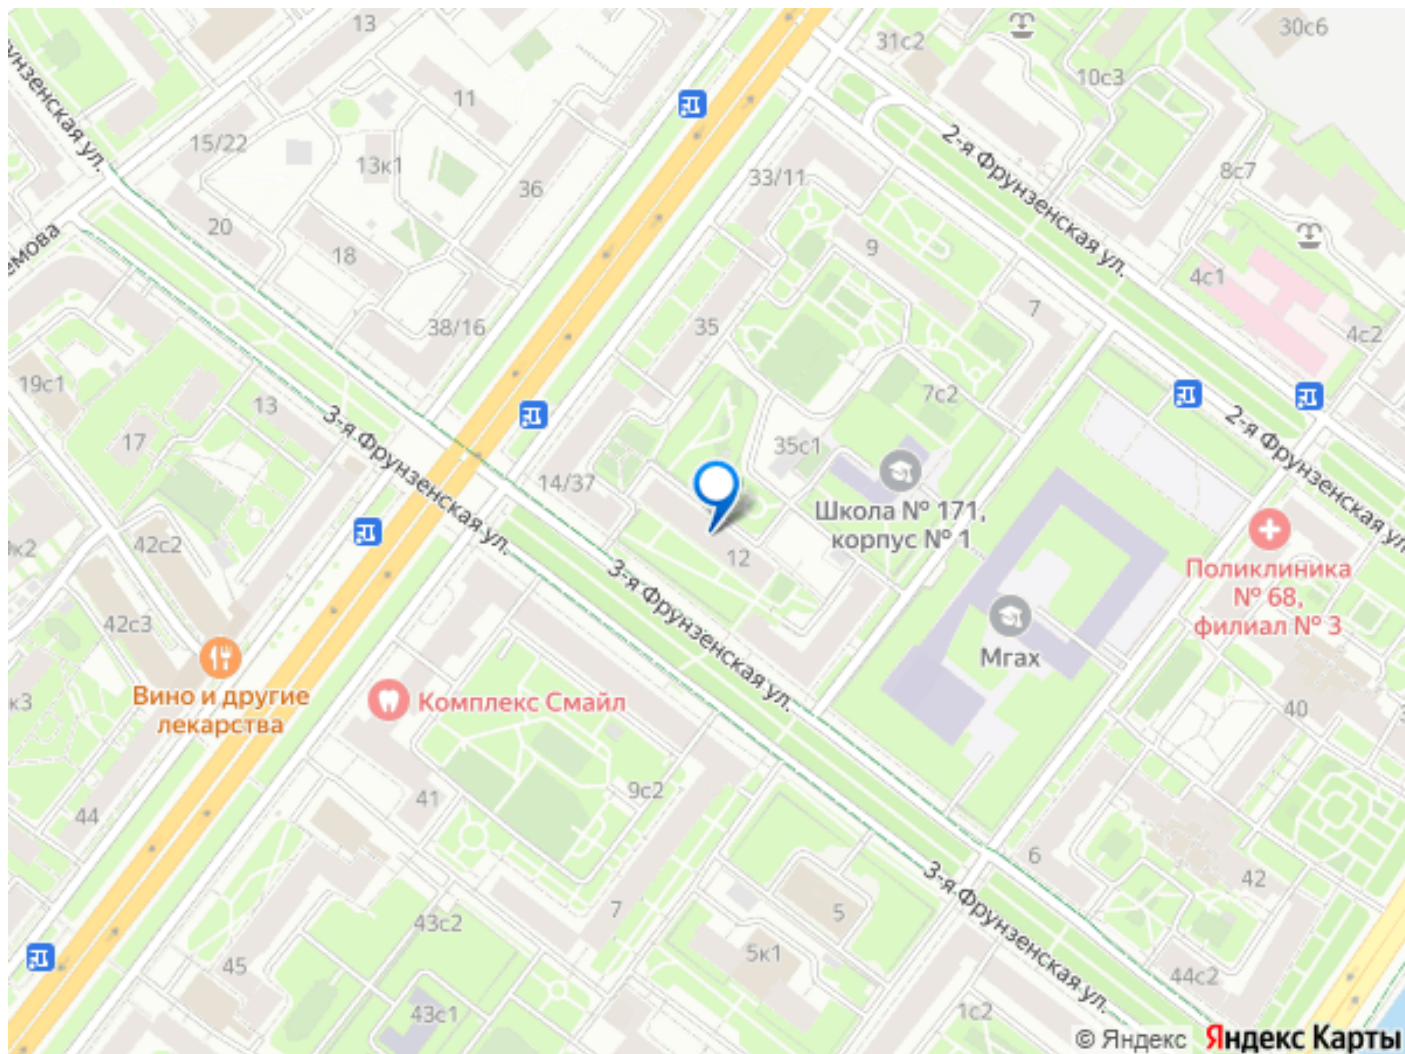 13
31с2
30с6
10с3
11
15/22
13к1
2-я Фрунзенская ул.
33/11
8с7
36
20
18
9
4с1
7
38/16
35
4с2
19с1
13
7с2
17
3-я Фрунзенская ул.
35с1
2-я Фрунзенская ул.
14/37
Школа № 171,
корпус № 1
42с2
12
3-я Фрунзенская ул.
Поликлиника
№ 68,
филиал № 3
42с3
Мгах
Вино и другие
лекарства
Комплекс Смайл
40
44
41
9с2
6
42
3-я Фрунзенская ул.
7
5
43с2
5к1
45
44с2
43с1
1с2
© Яндекс Яндекс Карты